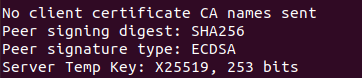 No client certificate CA names sent
Peer signing digest: SHA256
Peer signature type: ECDSA
Server Temp Key: X25519, 253 bits